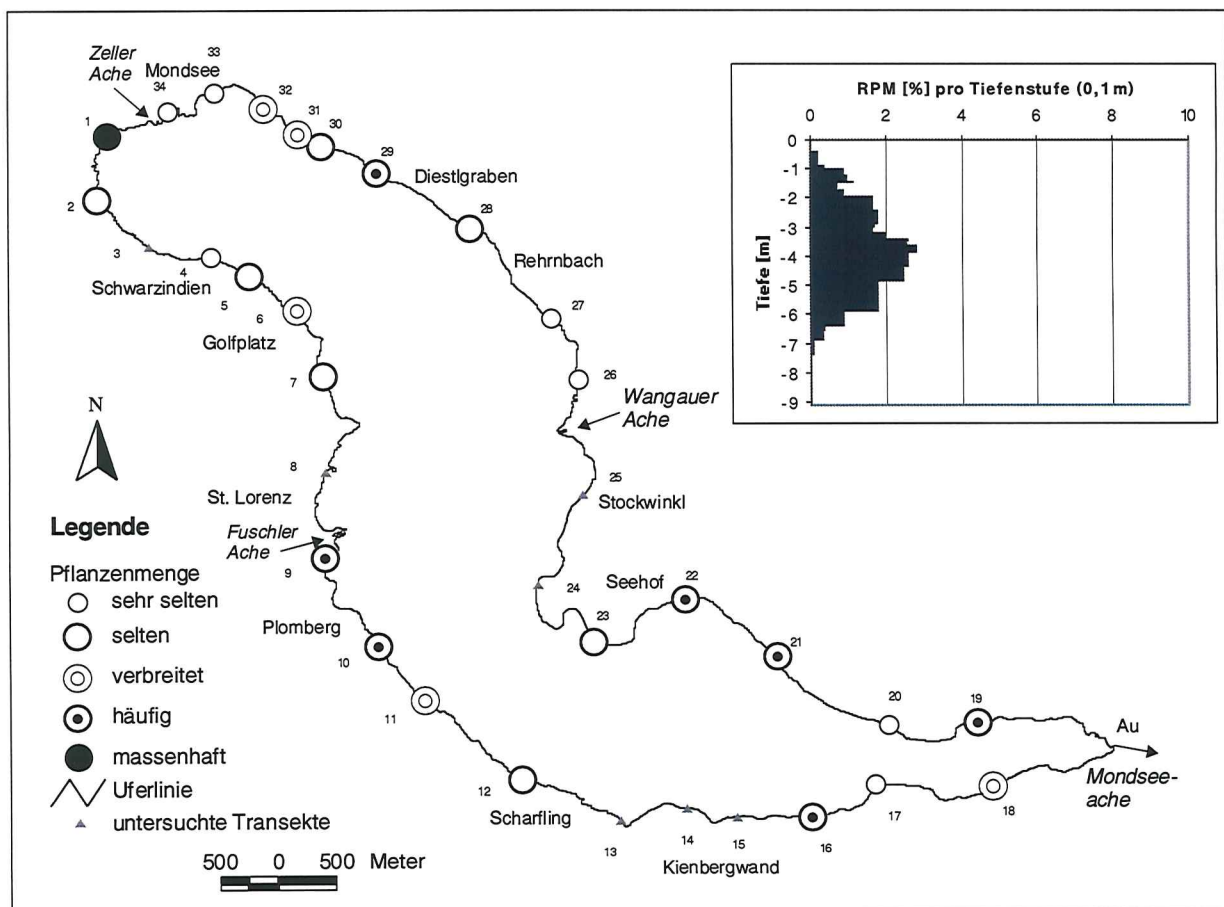 Zeller
Ache
Mondsee
33
34
32
31
30
1
29
Diestlgraben
2
28
3
4
Rehrnbach
Schwarzindien
5
27
6
Golfplatz
7
26
Wangauer
Ache
N
8
25
St. Lorenz
Stockwinkl
Fuschler
Ache
9
24
Seehof
22
23
Plomberg
10
21
11
20
19
Au
Mondsee-
ache
12
Scharfling
17
18
13
14
15
16
Kienbergwand
Legende
Pflanzenmenge
sehr selten
selten
verbreitet
häufig
massenhaft
Uferlinie
untersuchte Transekte
500 0 500 Meter
RPM [%] pro Tiefenstufe (0,1 m)
0 2 4 6 8 10
Tiefe [m]
0
-1
-2
-3
-4
-5
-6
-7
-8
-9